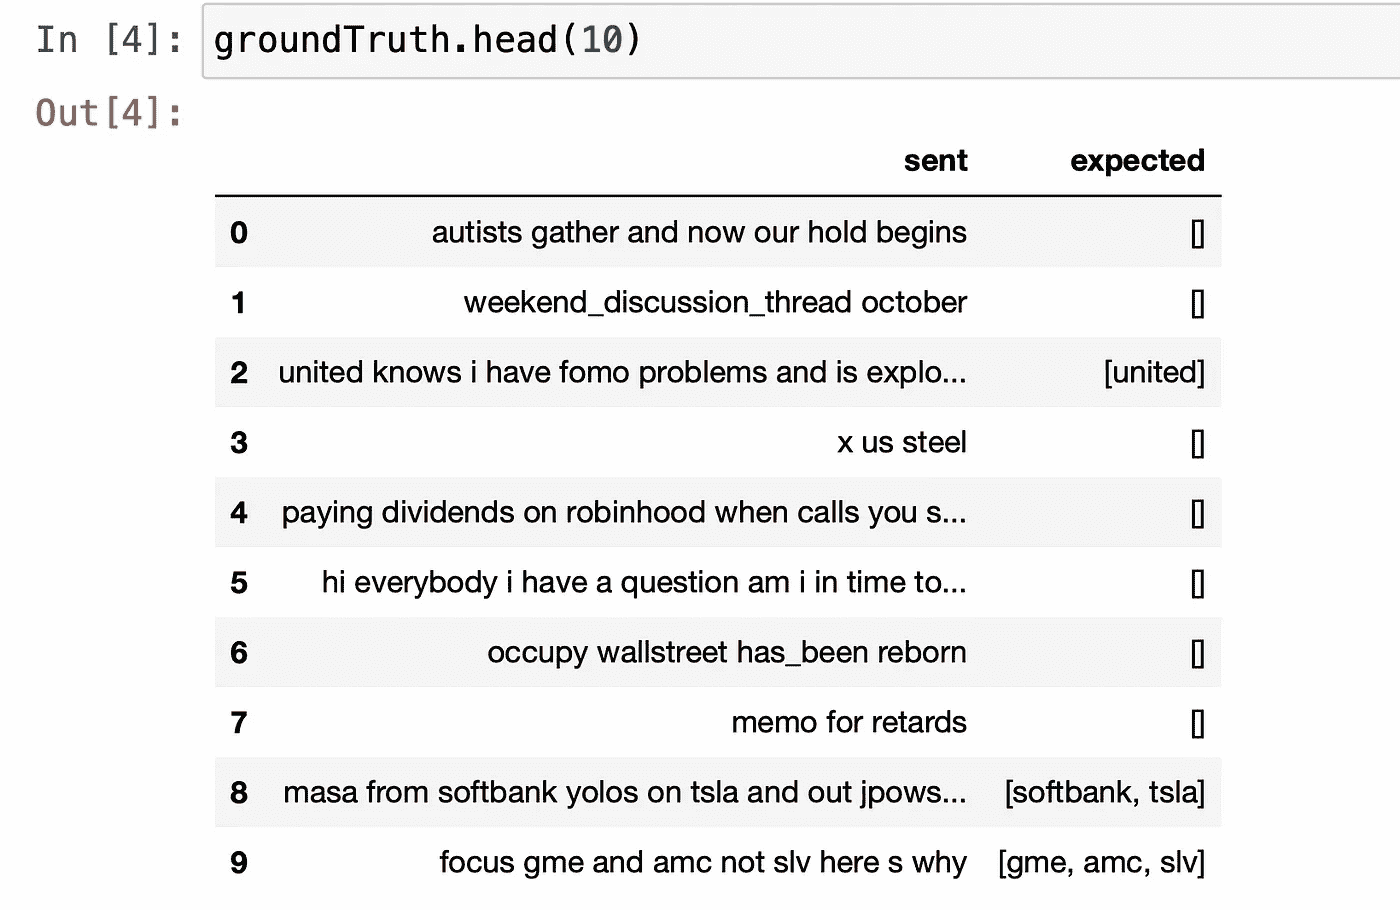 In [4]: groundTruth.head(10)
Out[4]:
sent expected
0 autists gather and now our hold begins []
1 weekend_discussion_thread october []
2 united knows i have fomo problems and is explo... [united]
3 x us steel []
4 paying dividends on robinhood when calls you s... []
5 hi everybody i have a question am i in time to... []
6 occupy wallstreet has_been reborn []
7 memo for retards []
8 masa from softbank yolos on tsla and out jpows... [softbank, tsla]
9 focus gme and amc not slv here s why [gme, amc, slv]